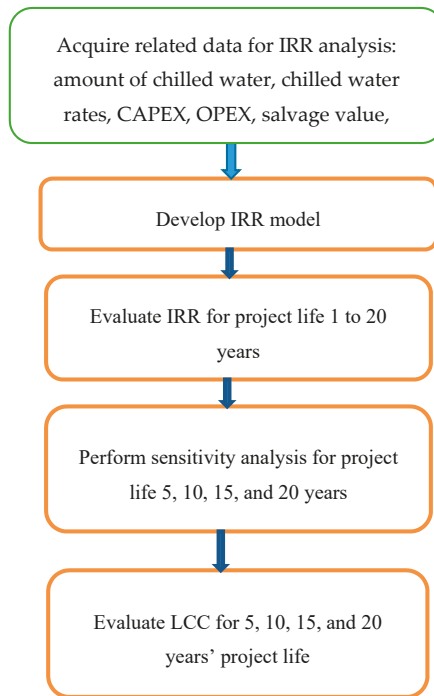 Acquire related data for IRR analysis:
amount of chilled water, chilled water
rates, CAPEX, OPEX, salvage value,
Develop IRR model
Evaluate IRR for project life 1 to 20
years
Perform sensitivity analysis for project
life 5, 10, 15, and 20 years
Evaluate LCC for 5, 10, 15, and 20
years’ project life